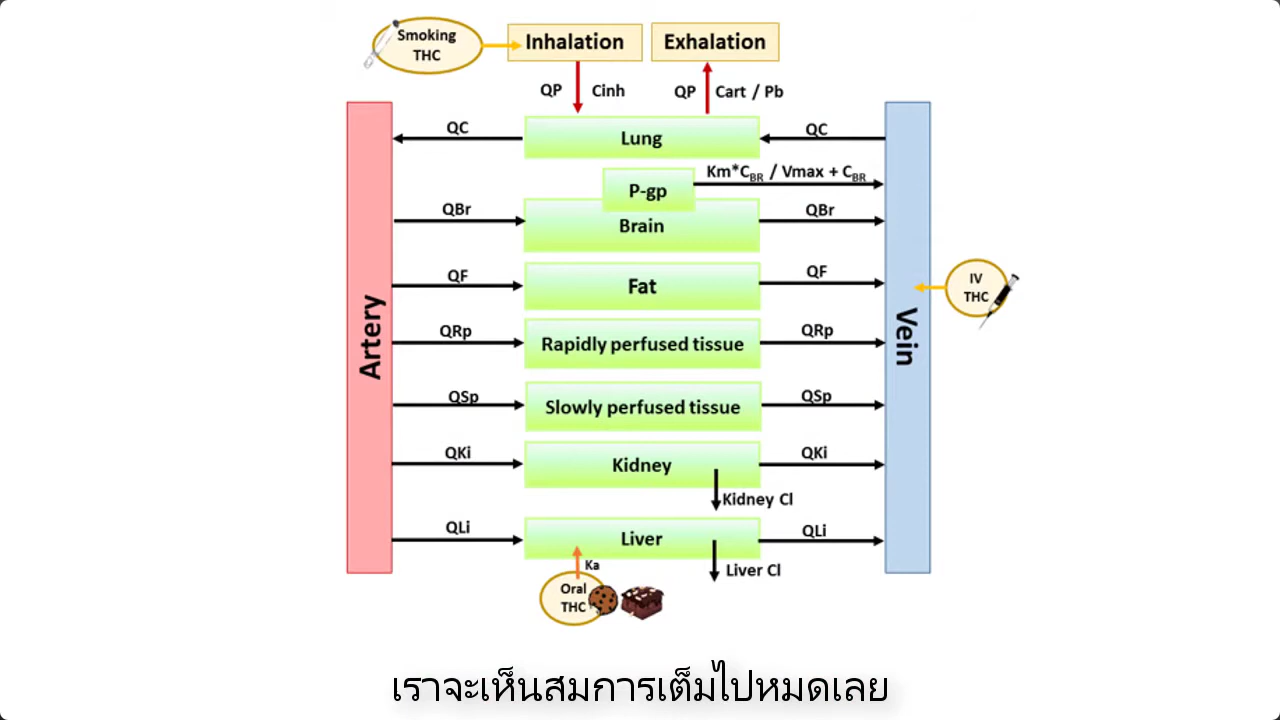 Smoking
THC
Inhalation
Exhalation
QP
Cinh
QP
Cart / Pb
QC
Lung
QC
P-gp
Km*CBR / Vmax + CBR
QBr
Brain
QBr
QF
Fat
QF
IV
THC
Artery
Vein
QRp
Rapidly perfused tissue
QRp
QSp
Slowly perfused tissue
QSp
QKi
Kidney
QKi
Kidney Cl
QLi
Liver
QLi
Ka
Liver Cl
Oral
THC
เราจะเห็นสมการเต็มไปหมดเลย